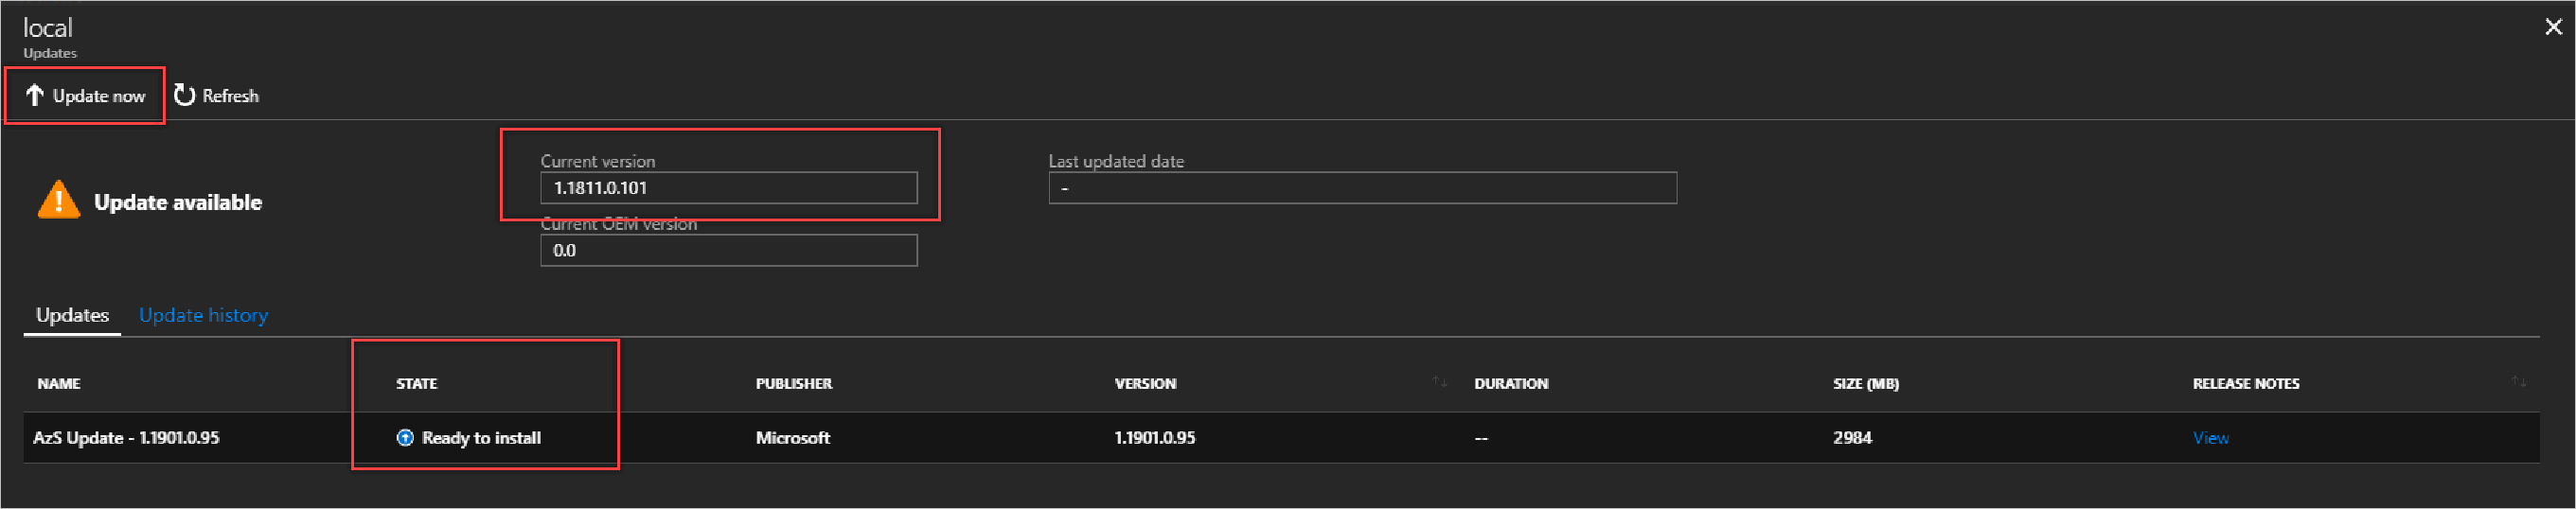 local
Updates
Update now Refresh
Current version Last updated date
1.1811.0.101 -
Update available
Current OEM version
0.0
Updates Update history
NAME STATE PUBLISHER VERSION DURATION SIZE (MB) RELEASE NOTES
AzS Update - 1.1901.0.95 Ready to install Microsoft 1.1901.0.95 -- 2984 View